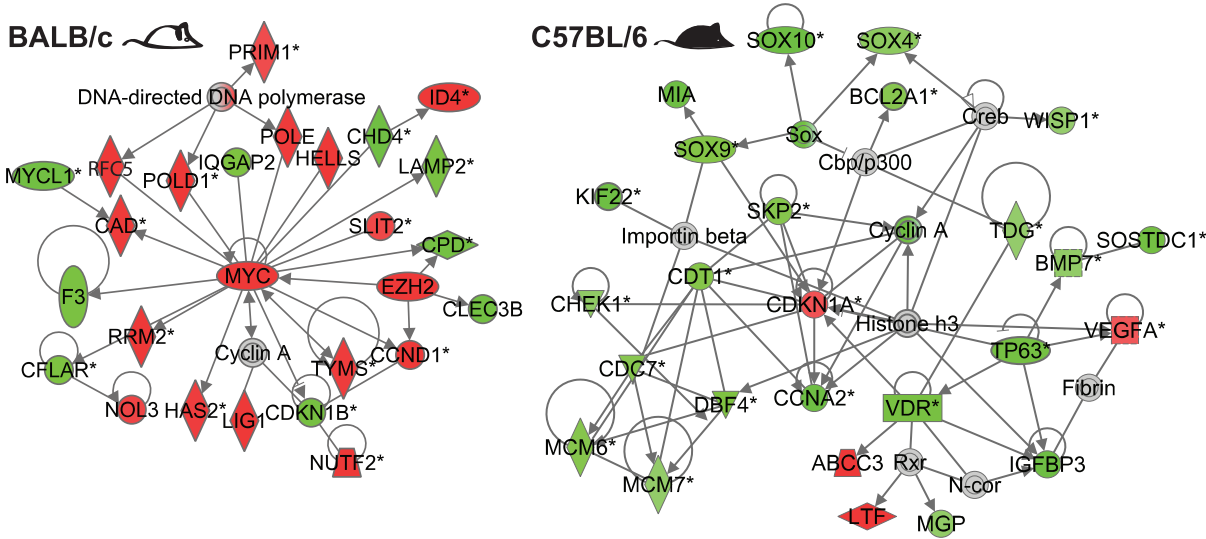 BALB/c
PRIM1*
DNA-directed DNA polymerase
ID4*
POLE
CHD4*
HELLS
RFC5
IQGAP2
LAMP2*
MYCL1*
POLD1*
CAD*
SLIT2*
CPD*
MYC
EZH2
F3
CLEC3B
RRM2*
Cyclin A
TYMS*
CCND1*
CFLAR*
NOL3
HAS2*
LIG1
CDKN1B*
NUTF2*
C57BL/6
SOX10*
SOX4*
MIA
BCL2A1*
Creb
WISP1*
Sox
SOX9*
Cbp/p300
KIF22*
SKP2*
Importin beta
Cyclin A
TDG*
SOSTDC1*
BMP7*
CDT1*
CHEK1*
CDKN1A*
Histone h3
VEGFA*
TP63*
CDC7*
Fibrin
DBF4*
CCNA2*
VDR*
MCM6*
ABCC3
Rxr
IGFBP3
MCM7*
N-cor
LTF
MGP